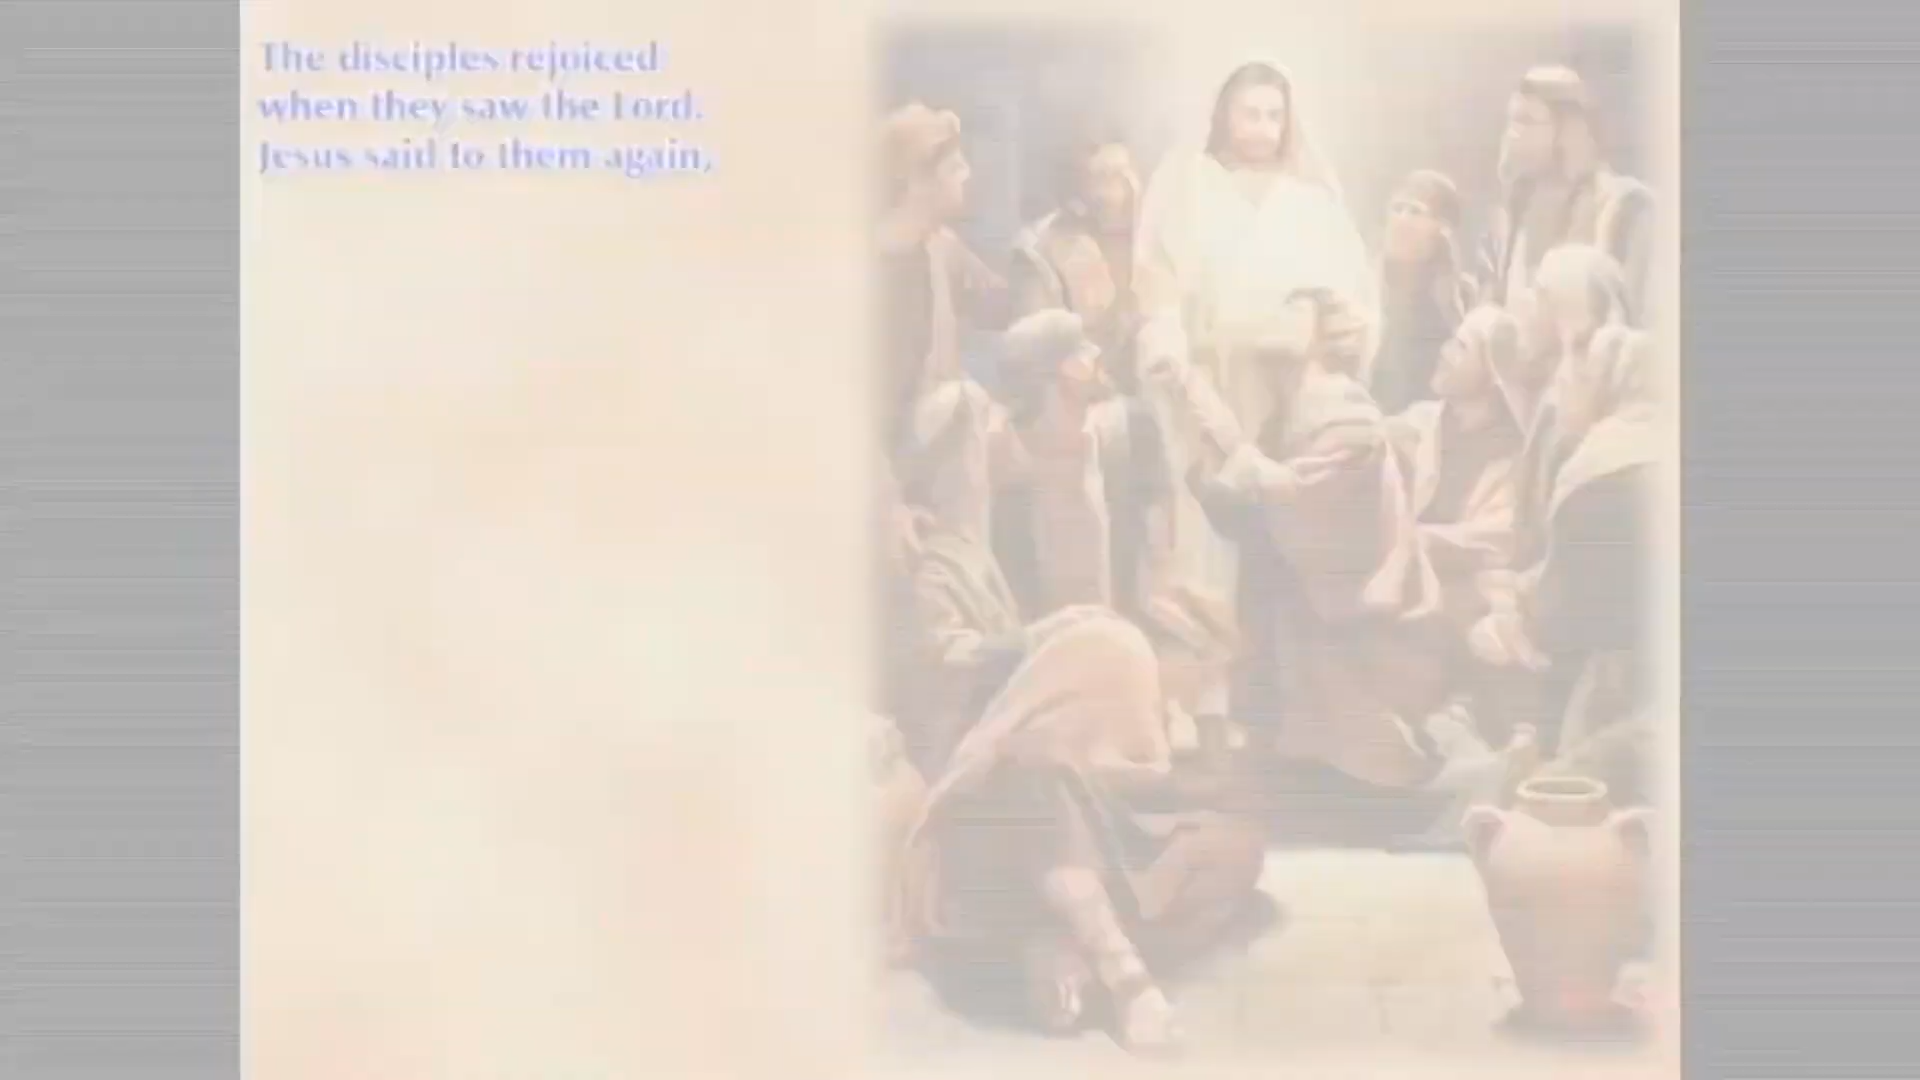 The disciples rejoiced
when they saw the Lord.
Jesus said to them again,